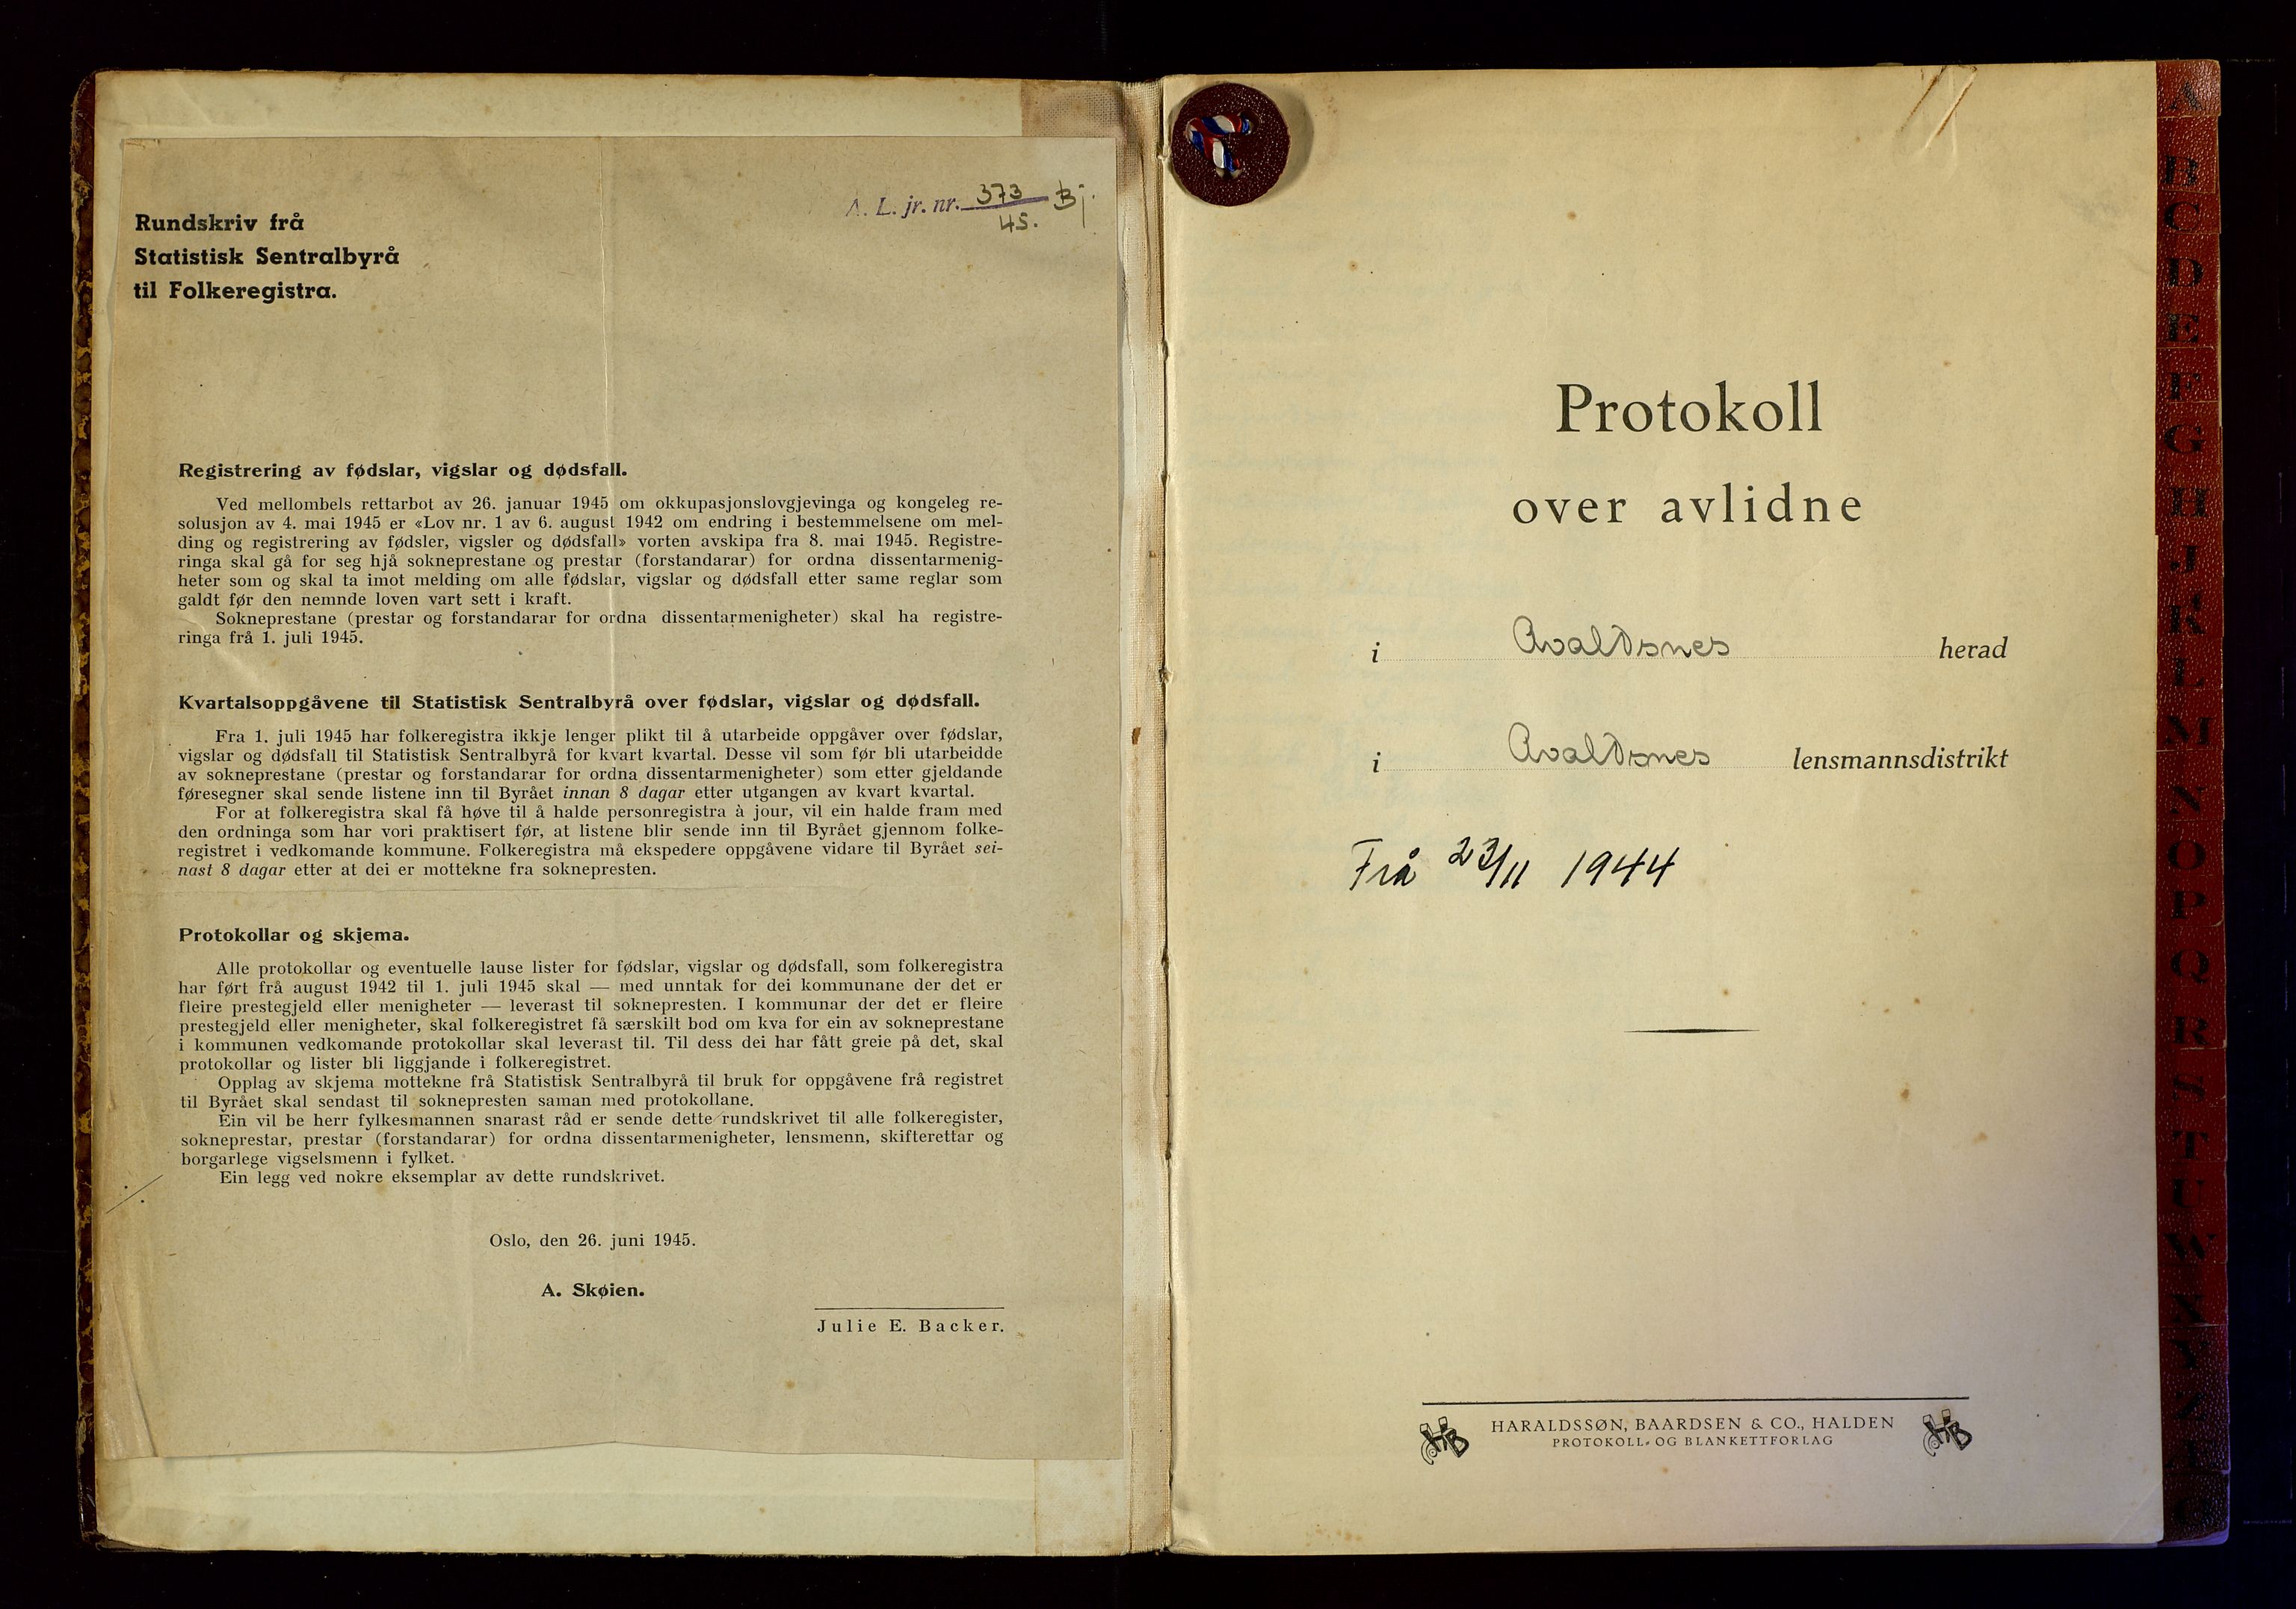 A. L. jr. nr. 373 Bj.
45.
Rundskriv frå
Statistisk Sentralbyrå
til Folkeregistra.
Registrering av fødslar, vigslar og dødsfall.
Ved mellombels rettarbot av 26. januar 1945 om okkupasjonslovgjevinga og kongeleg re-
solusjon av 4. mai 1945 er «Lov nr. 1 av 6. august 1942 om endring i bestemmelsene om mel-
ding og registrering av fødsler, vigsler og dødsfall» vorten avskipa fra 8. mai 1945. Registre-
ringa skal gå for seg hjå sokneprestane og prestar (forstandarar) for ordna dissentarmenig-
heter som og skal ta imot melding om alle fødslar, vigslar og dødsfall etter same reglar som
galdt før den nemnde loven vart sett i kraft.
Sokneprestane (prestar og forstandarar for ordna dissentarmenigheter) skal ha registre-
ringa frå 1. juli 1945.
Kvartalsoppgåvene til Statistisk Sentralbyrå over fødslar, vigslar og dødsfall.
Fra 1. juli 1945 har folkeregistra ikkje lenger plikt til å utarbeide oppgåver over fødslar,
vigslar og dødsfall til Statistisk Sentralbyrå for kvart kvartal. Desse vil som før bli utarbeidde
av sokneprestane (prestar og forstandarar for ordna dissentarmenigheter) som etter gjeldande
føresegner skal sende listene inn til Byrået innan 8 dagar etter utgangen av kvart kvartal.
For at folkeregistra skal få høve til å halde personregistra à jour, vil ein halde fram med
den ordninga som har vori praktisert før, at listene blir sende inn til Byrået gjennom folke-
registret i vedkomande kommune. Folkeregistra må ekspedere oppgåvene vidare til Byrået sei-
nast 8 dagar etter at dei er mottekne fra soknepresten.
Protokollar og skjema.
Alle protokollar og eventuelle lause lister for fødslar, vigslar og dødsfall, som folkeregistra
har ført frå august 1942 til 1. juli 1945 skal — med unntak for dei kommunane der det er
fleire prestegjeld eller menigheter — leverast til soknepresten. I kommunar der det er fleire
prestegjeld eller menigheter, skal folkeregistret få særskilt bod om kva for ein av sokneprestane
i kommunen vedkomande protokollar skal leverast til. Til dess dei har fått greie på det, skal
protokollar og lister bli liggjande i folkeregistret.
Opplag av skjema mottekne frå Statistisk Sentralbyrå til bruk for oppgåvene frå registret
til Byrået skal sendast til soknepresten saman med protokollane.
Ein vil be herr fylkesmannen snarast råd er sende dette rundskrivet til alle folkeregister,
sokneprestar, prestar (forstandarar) for ordna dissentarmenigheter, lensmenn, skifterettar og
borgarlege vigselsmenn i fylket.
Ein legg ved nokre eksemplar av dette rundskrivet.
Oslo, den 26. juni 1945.
A. Skøien.
Julie E. Backer.
Protokoll
over avlidne
i Avaldsnes herad
i Avaldsnes lensmannsdistrikt
Frå 23/11 1944
HARALDSSØN, BAARDSEN & CO., HALDEN
PROTOKOLL- OG BLANKETTFORLAG
A
B
C
D
E
F
G
H
J
K
L
M
N
O
P
Q
R
S
T
U
W